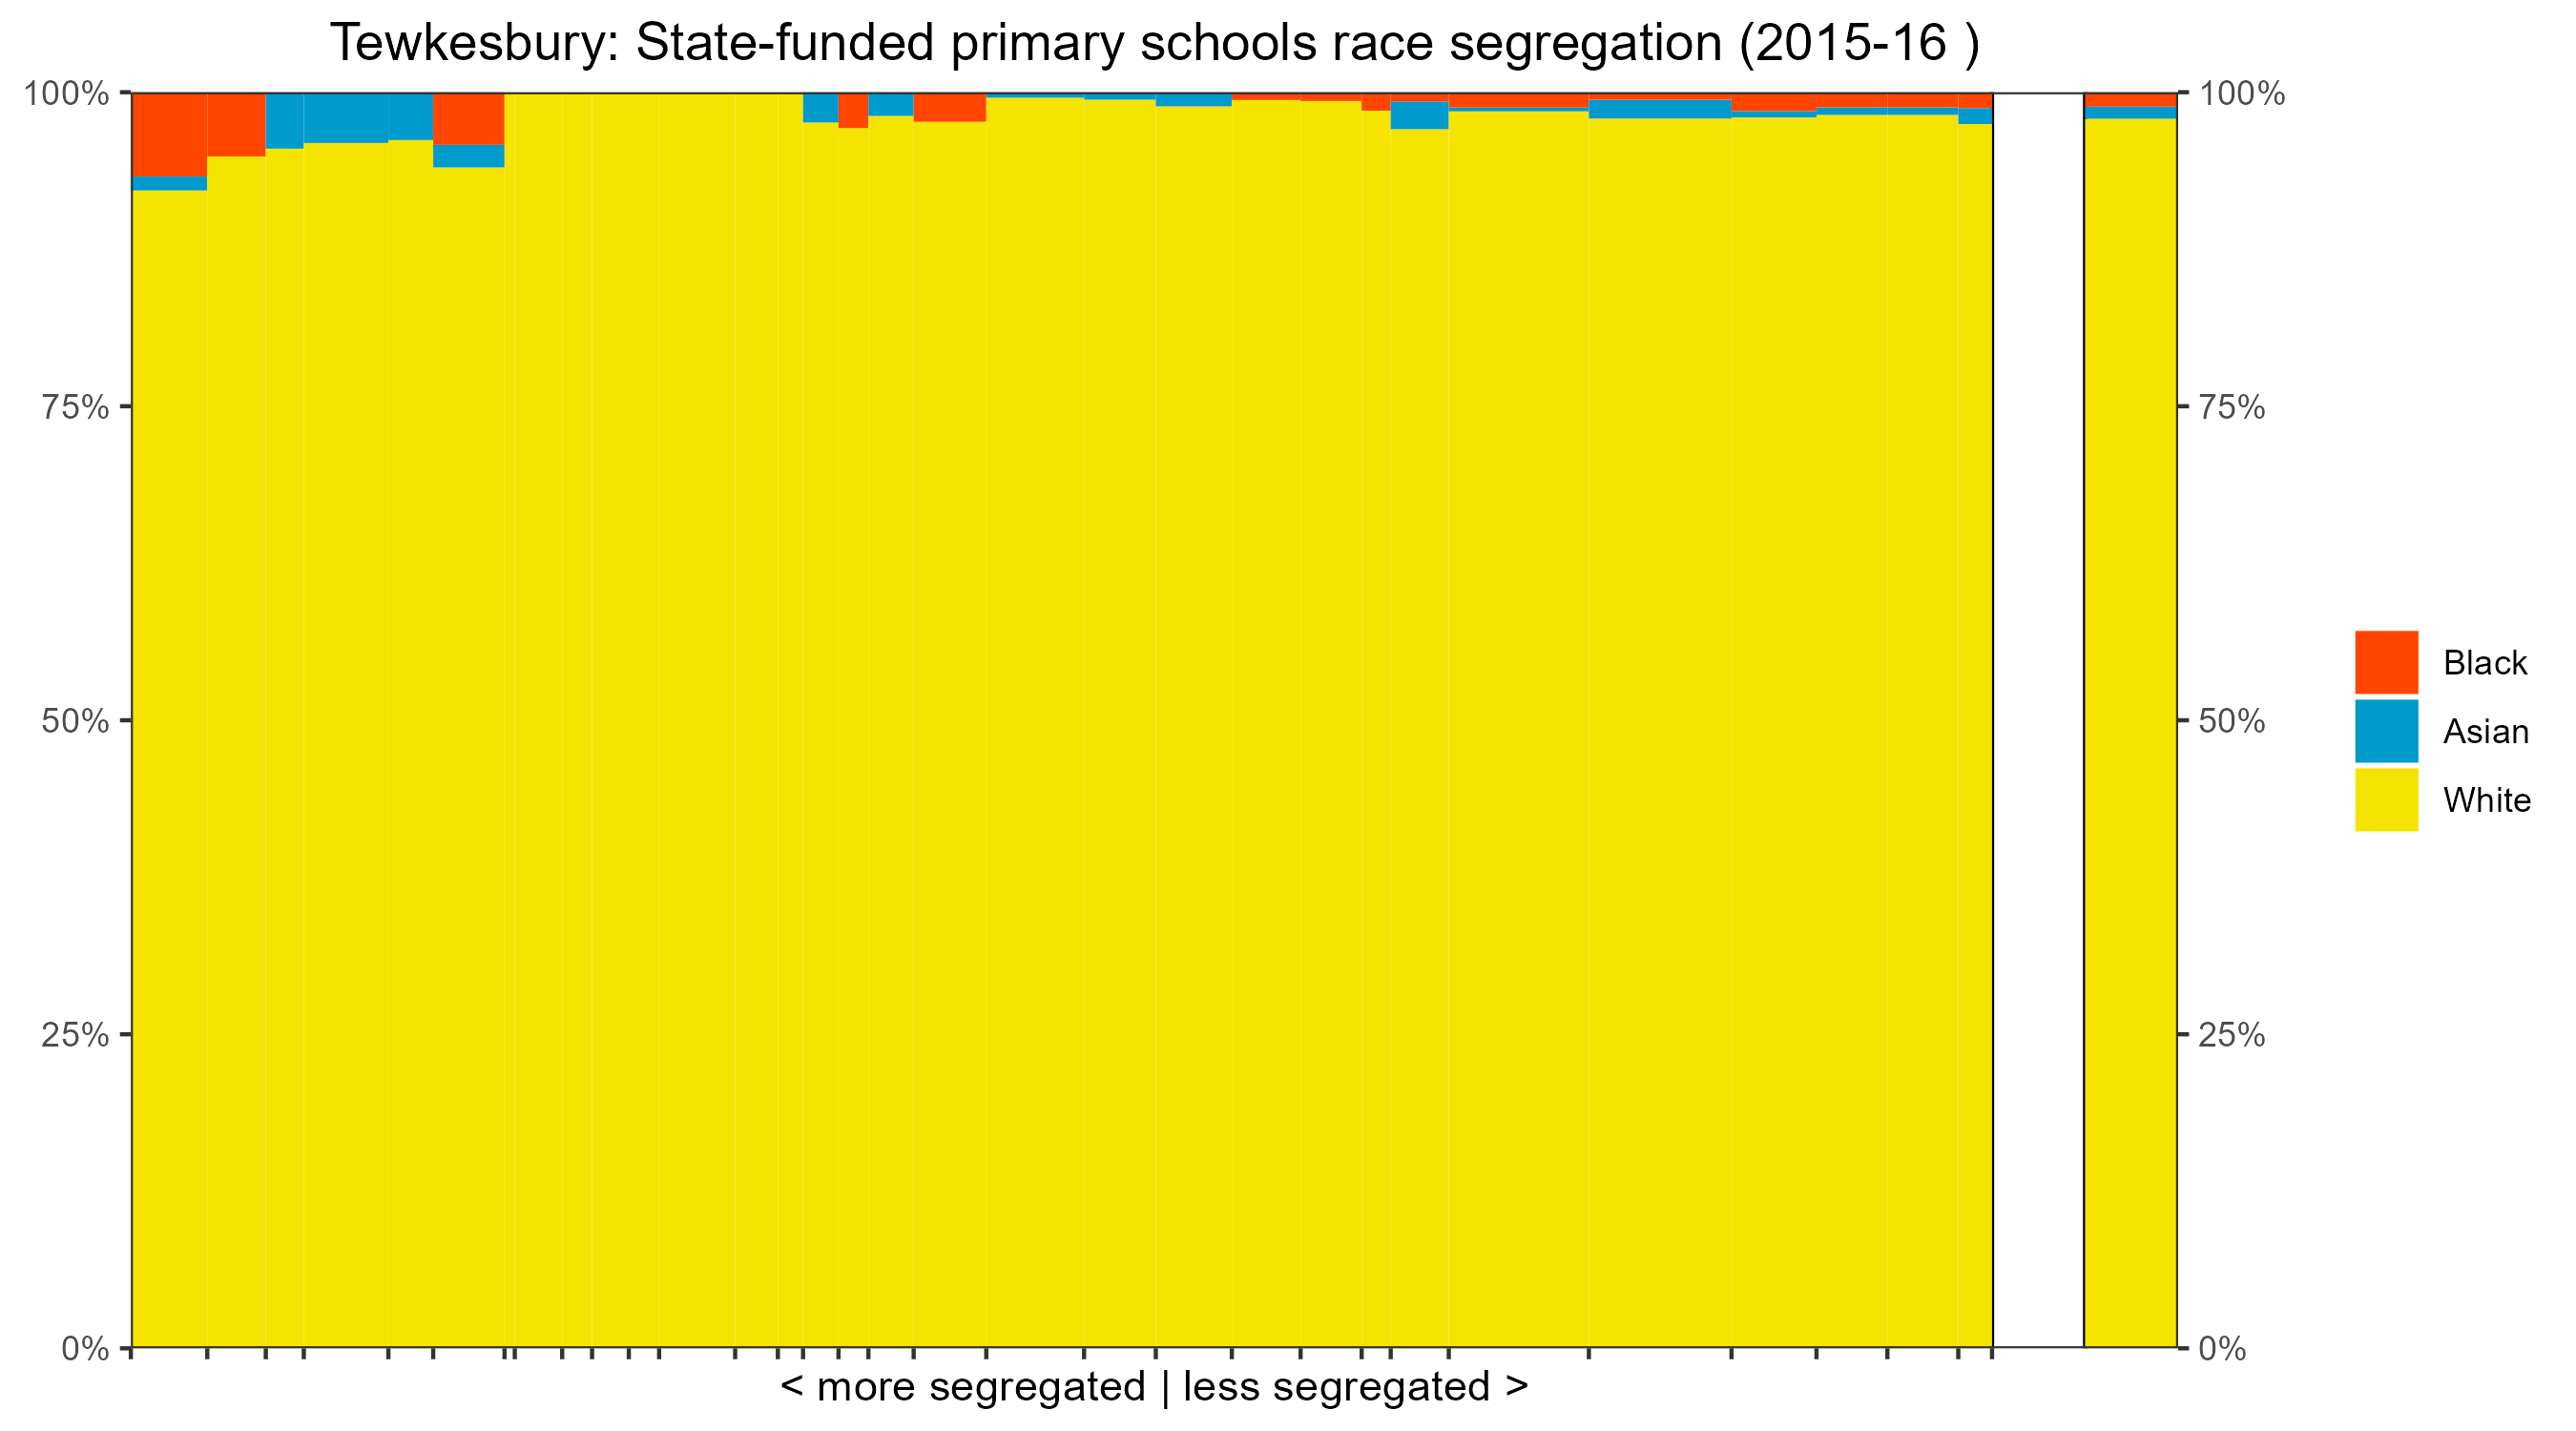 Tewkesbury: State-funded primary schools race segregation (2015-16 )
100%
75%
50%
25%
0%
100%
75%
50%
25%
0%
Black
Asian
White
< more segregated | less segregated >